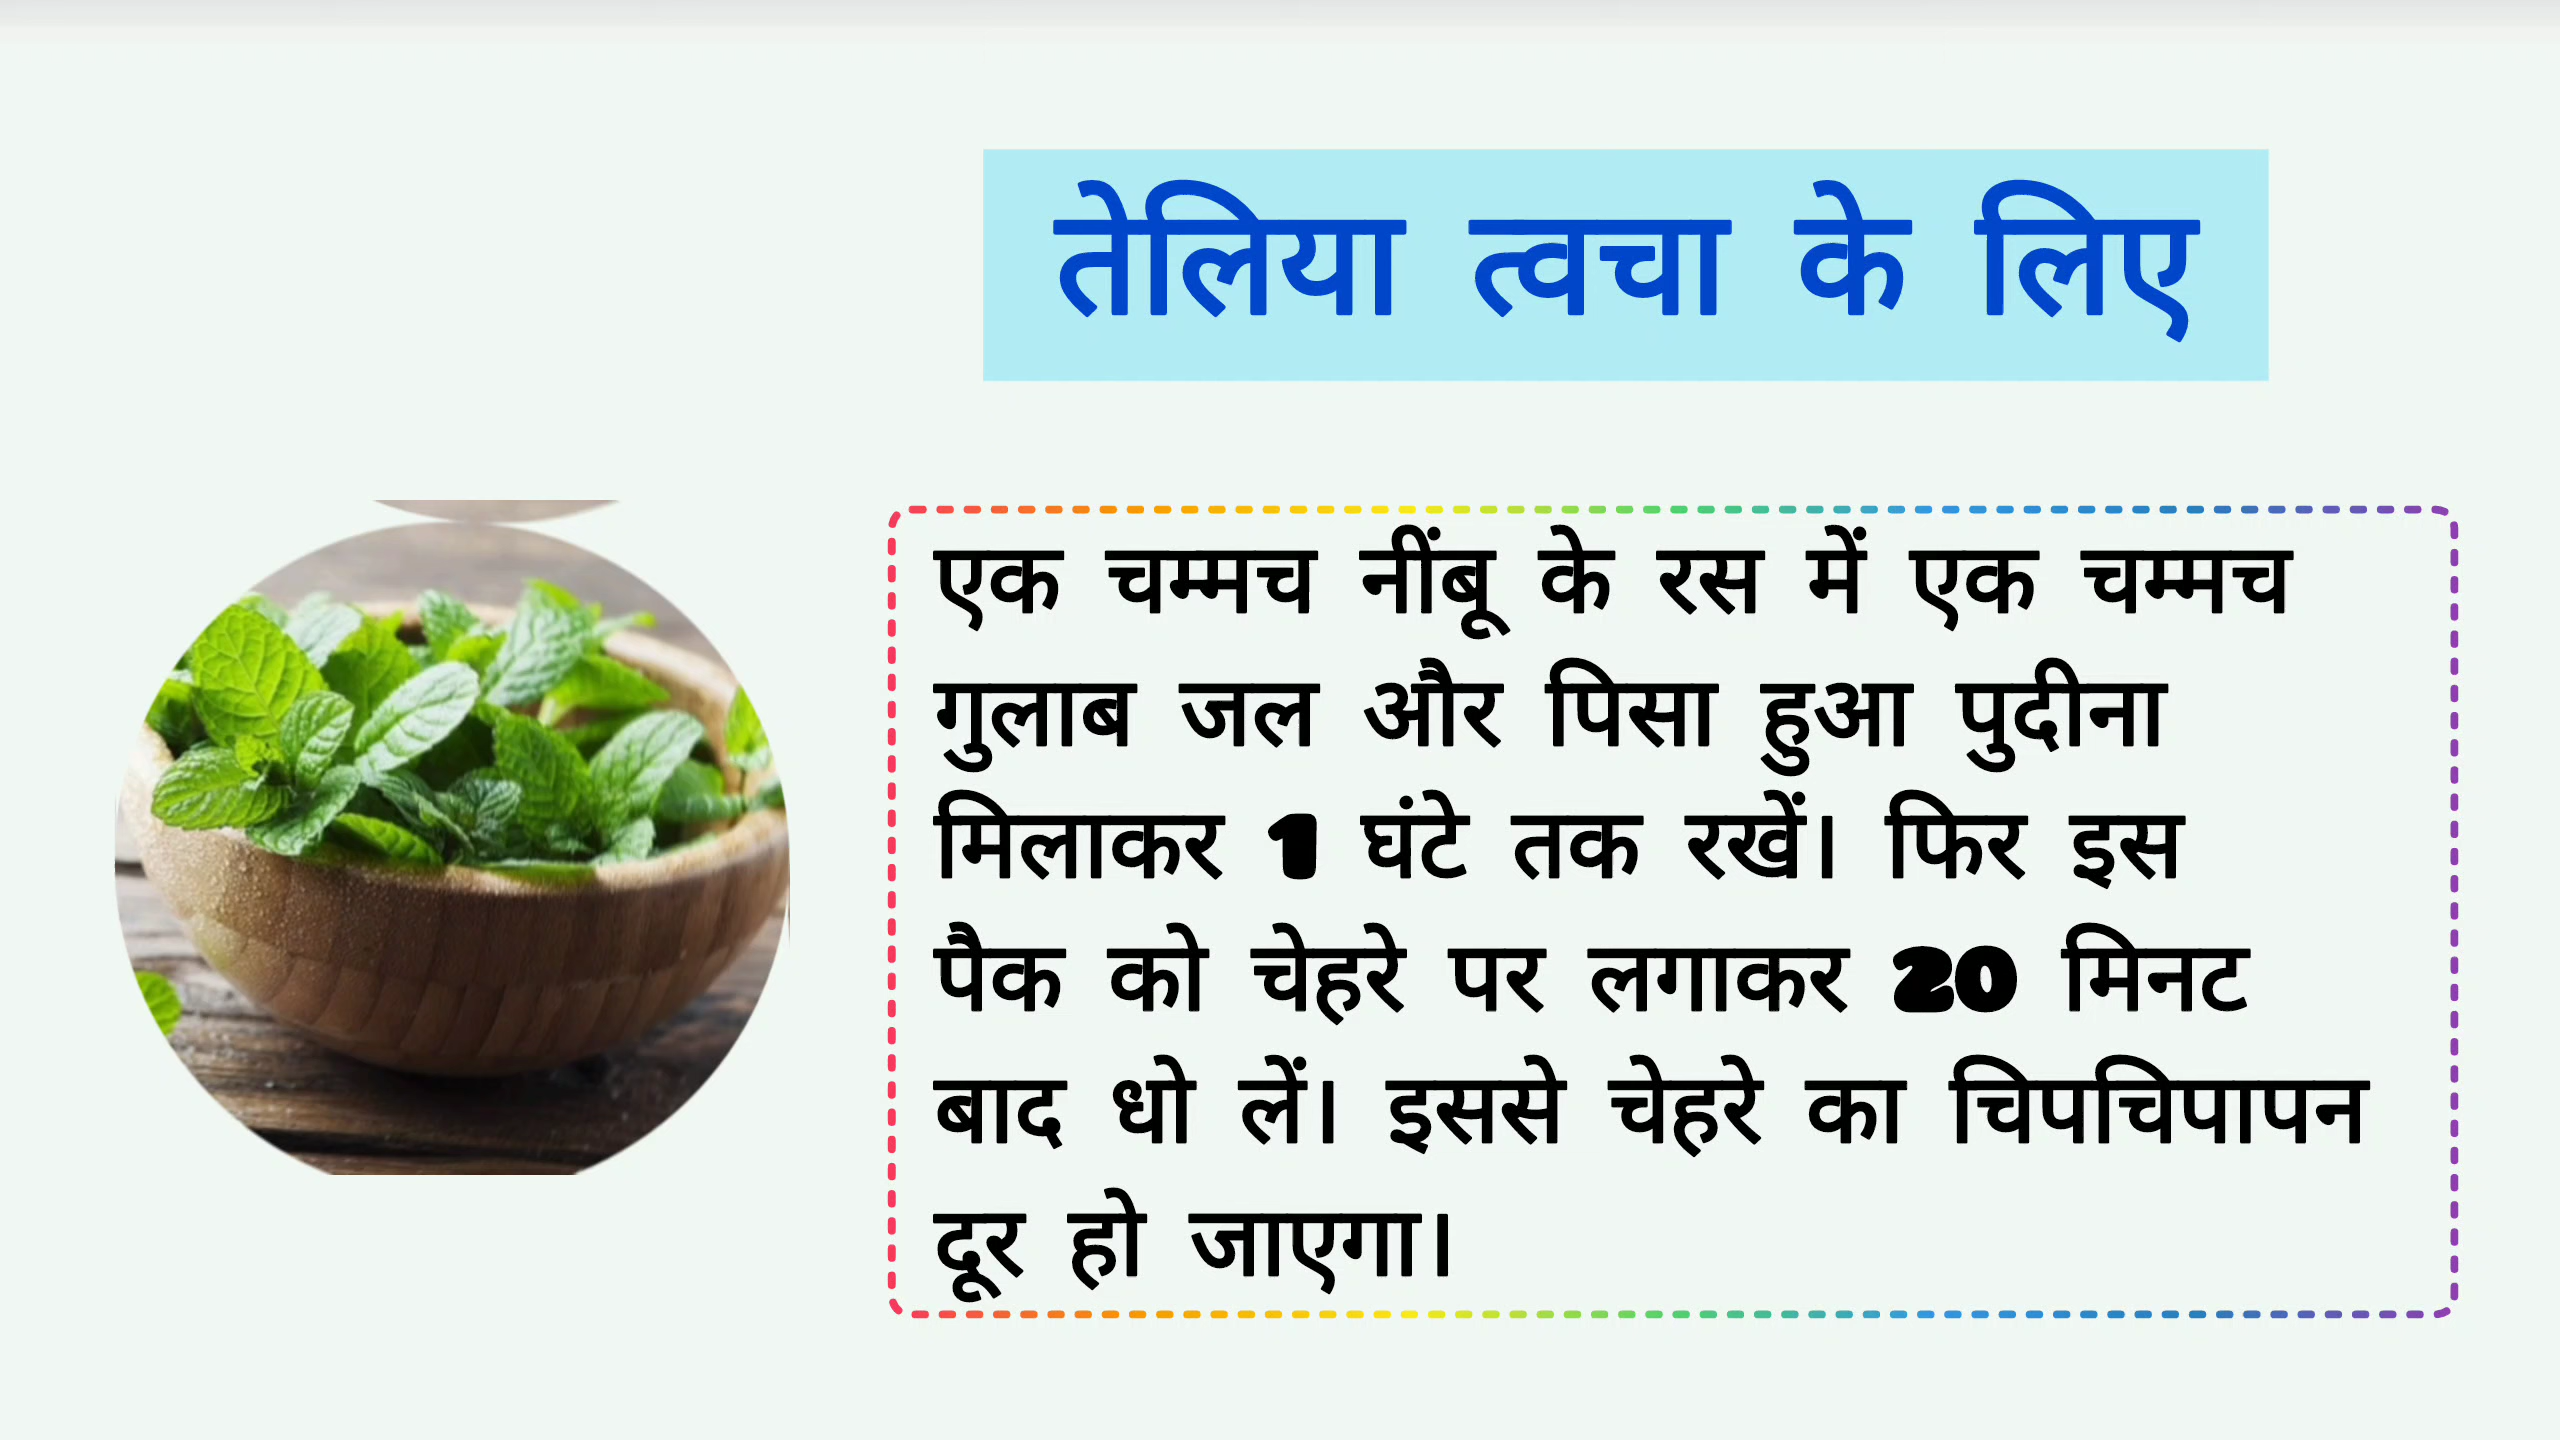 तेलिया त्वचा के लिए
एक चम्मच नींबू के रस में एक चम्मच
गुलाब जल और पिसा हुआ पुदीना
मिलाकर 1 घंटे तक रखें। फिर इस
पैक को चेहरे पर लगाकर 20 मिनट
बाद धो लें। इससे चेहरे का चिपचिपापन
दूर हो जाएगा।